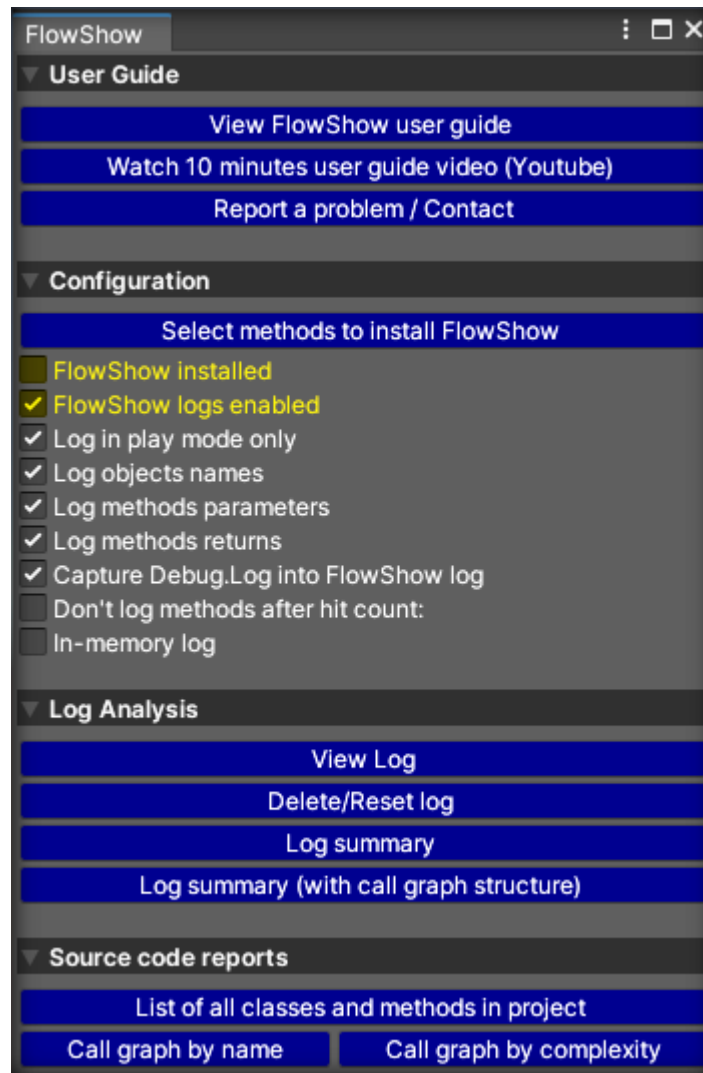 FlowShow
User Guide
View FlowShow user guide
Watch 10 minutes user guide video (Youtube)
Report a problem / Contact
Configuration
Select methods to install FlowShow
FlowShow installed
FlowShow logs enabled
Log in play mode only
Log objects names
Log methods parameters
Log methods returns
Capture Debug.Log into FlowShow log
Don't log methods after hit count:
In-memory log
Log Analysis
View Log
Delete/Reset log
Log summary
Log summary (with call graph structure)
Source code reports
List of all classes and methods in project
Call graph by name Call graph by complexity